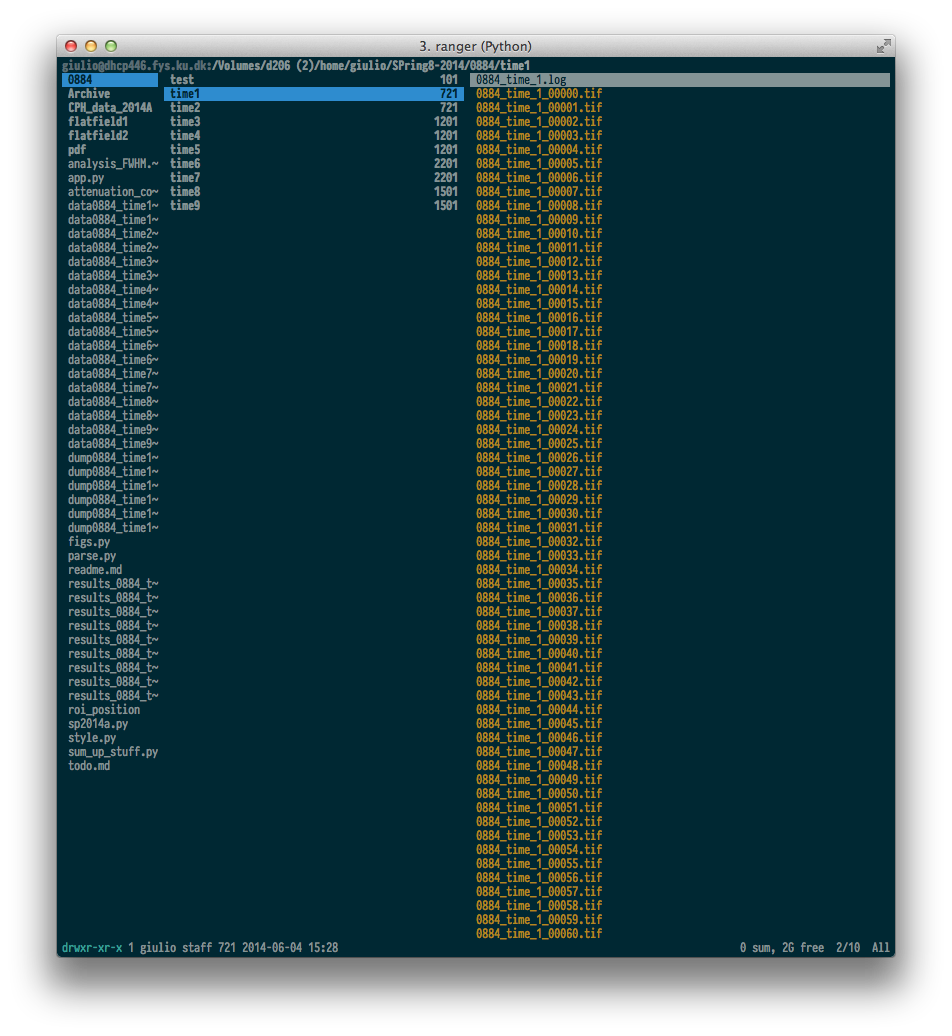 3. ranger (Python)
giulio@dhcp446.fys.ku.dk:/Volumes/d206 (2)/home/giulio/SPring8-2014/0884/time1
0884 test 101 0884_time_1.log
Archive time1 721 0884_time_1_00000.tif
CPH_data_2014A time2 721 0884_time_1_00001.tif
flatfield1 time3 1201 0884_time_1_00002.tif
flatfield2 time4 1201 0884_time_1_00003.tif
pdf time5 1201 0884_time_1_00004.tif
analysis_FWHM.~ time6 2201 0884_time_1_00005.tif
app.py time7 2201 0884_time_1_00006.tif
attenuation_co~ time8 1501 0884_time_1_00007.tif
data0884_time1~ time9 1501 0884_time_1_00008.tif
data0884_time1~ 0884_time_1_00009.tif
data0884_time2~ 0884_time_1_00010.tif
data0884_time2~ 0884_time_1_00011.tif
data0884_time3~ 0884_time_1_00012.tif
data0884_time3~ 0884_time_1_00013.tif
data0884_time4~ 0884_time_1_00014.tif
data0884_time4~ 0884_time_1_00015.tif
data0884_time5~ 0884_time_1_00016.tif
data0884_time5~ 0884_time_1_00017.tif
data0884_time6~ 0884_time_1_00018.tif
data0884_time6~ 0884_time_1_00019.tif
data0884_time7~ 0884_time_1_00020.tif
data0884_time7~ 0884_time_1_00021.tif
data0884_time8~ 0884_time_1_00022.tif
data0884_time8~ 0884_time_1_00023.tif
data0884_time9~ 0884_time_1_00024.tif
data0884_time9~ 0884_time_1_00025.tif
dump0884_time1~ 0884_time_1_00026.tif
dump0884_time1~ 0884_time_1_00027.tif
dump0884_time1~ 0884_time_1_00028.tif
dump0884_time1~ 0884_time_1_00029.tif
dump0884_time1~ 0884_time_1_00030.tif
dump0884_time1~ 0884_time_1_00031.tif
figs.py 0884_time_1_00032.tif
parse.py 0884_time_1_00033.tif
readme.md 0884_time_1_00034.tif
results_0884_t~ 0884_time_1_00035.tif
results_0884_t~ 0884_time_1_00036.tif
results_0884_t~ 0884_time_1_00037.tif
results_0884_t~ 0884_time_1_00038.tif
results_0884_t~ 0884_time_1_00039.tif
results_0884_t~ 0884_time_1_00040.tif
results_0884_t~ 0884_time_1_00041.tif
results_0884_t~ 0884_time_1_00042.tif
results_0884_t~ 0884_time_1_00043.tif
roi_position 0884_time_1_00044.tif
sp2014a.py 0884_time_1_00045.tif
style.py 0884_time_1_00046.tif
sum_up_stuff.py 0884_time_1_00047.tif
todo.md 0884_time_1_00048.tif
0884_time_1_00049.tif
0884_time_1_00050.tif
0884_time_1_00051.tif
0884_time_1_00052.tif
0884_time_1_00053.tif
0884_time_1_00054.tif
0884_time_1_00055.tif
0884_time_1_00056.tif
0884_time_1_00057.tif
0884_time_1_00058.tif
0884_time_1_00059.tif
0884_time_1_00060.tif
drwxr-xr-x 1 giulio staff 721 2014-06-04 15:28 0 sum, 2G free 2/10 All